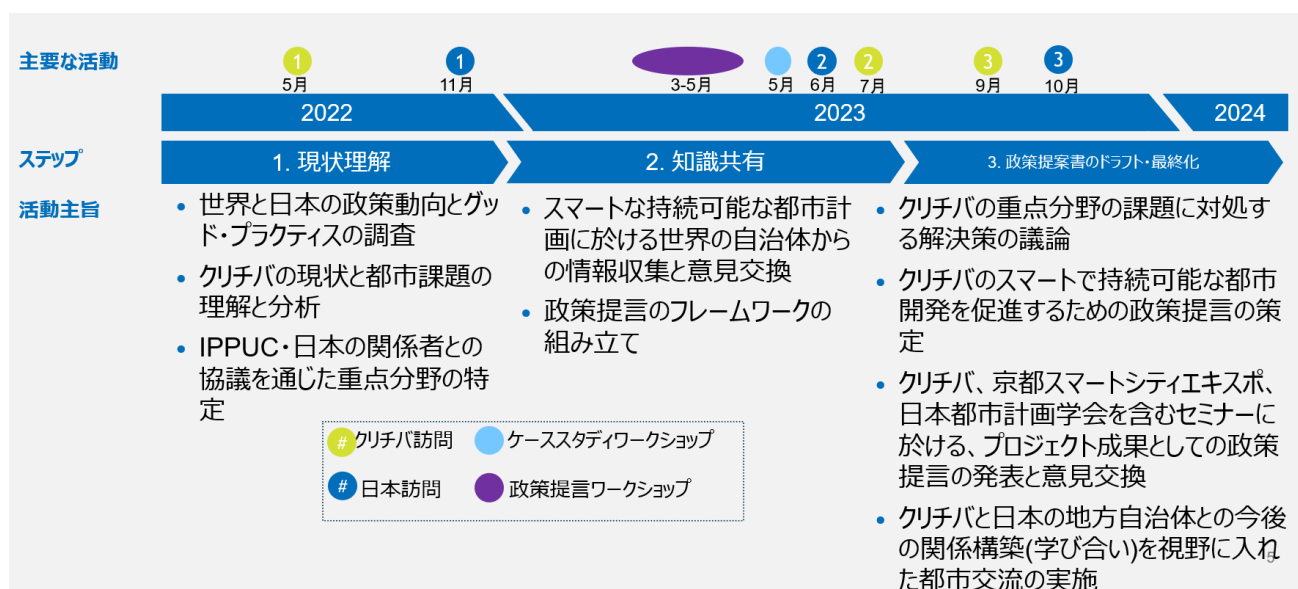 主要な活動
1
1
2
2
3
3
5月
11月
3-5月
5月
6月
7月
9月
10月
2022
2023
2024
ステップ
1. 現状理解
2. 知識共有
3. 政策提案書のドラフト・最終化
活動主旨
• 世界と日本の政策動向とグッ
ド・プラクティスの調査
• クリチバの現状と都市課題の
理解と分析
• IPPUC・日本の関係者との
協議を通じた重点分野の特
定
• スマートな持続可能な都市計
画に於ける世界の自治体から
の情報収集と意見交換
• 政策提言のフレームワークの
組み立て
• クリチバの重点分野の課題に対処す
る解決策の議論
• クリチバのスマートで持続可能な都市
開発を促進するための政策提言の策
定
• クリチバ、京都スマートシティエキスポ、
日本都市計画学会を含むセミナーに
於ける、プロジェクト成果としての政策
提言の発表と意見交換
• クリチバと日本の地方自治体との今後
の関係構築(学び合い)を視野に入れ
た都市交流の実施
# クリチバ訪問
ケーススタディワークショップ
# 日本訪問
政策提言ワークショップ
5